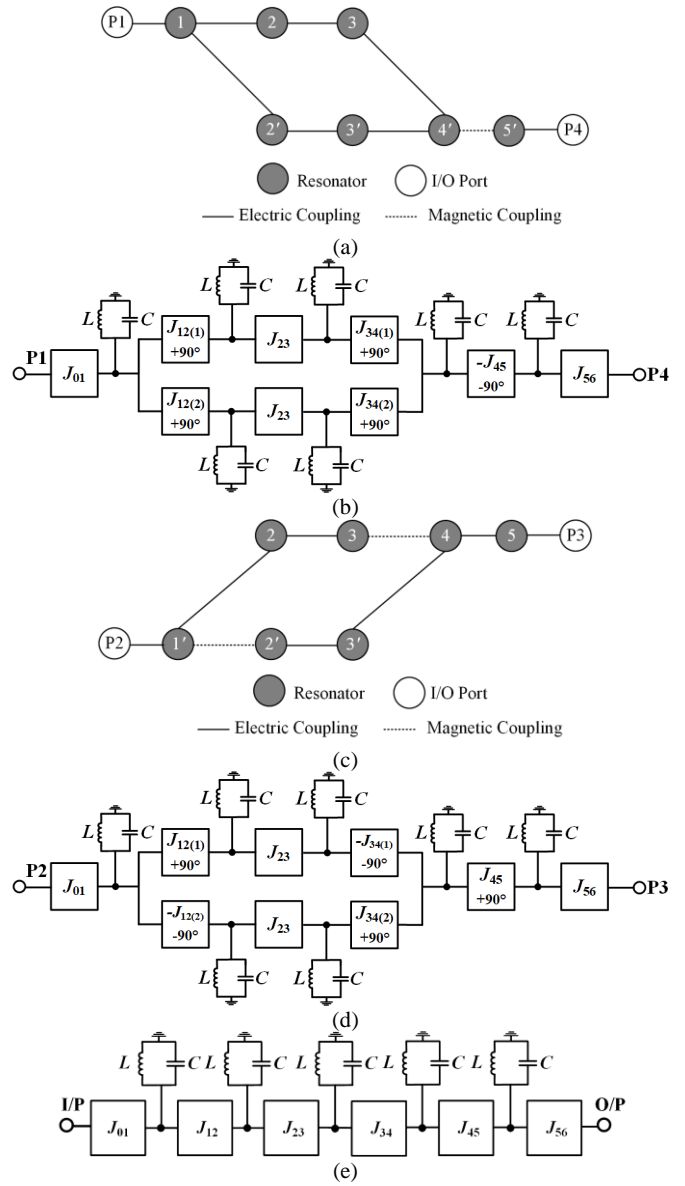 P1 1 2 3
2′ 3′ 4′ 5′ P4
Resonator I/O Port
Electric Coupling Magnetic Coupling
(a)
L C L C
L C J12(1) +90° J34(1) +90° L C L C
P1 J01 J23 -J45 -90° J56 P4
J12(2) +90° J23 J34(2) +90°
L C L C
(b)
2 3 4 5 P3
P2 1′ 2′ 3′
Resonator I/O Port
Electric Coupling Magnetic Coupling
(c)
L C L C
L C J12(1) +90° J23 -J34(1) -90° L C L C
P2 J01 J45 +90° J56 P3
-J12(2) -90° J23 J34(2) +90°
L C L C
(d)
L C L C L C L C L C
I/P J01 J12 J23 J34 J45 J56 O/P
(e)